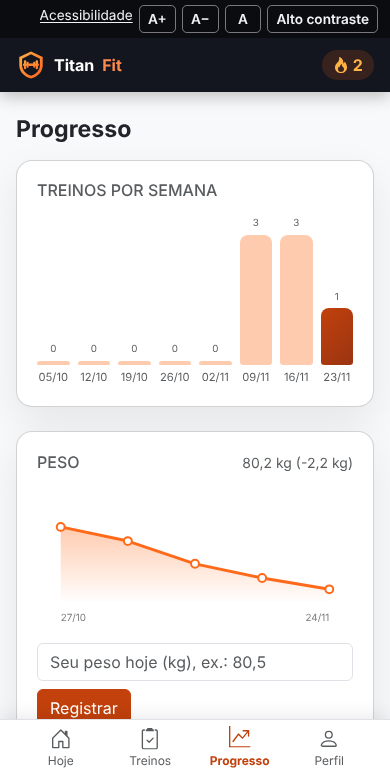 Acessibilidade A+ A− A Alto contraste
Titan Fit 2
Progresso
TREINOS POR SEMANA
0 0 0 0 0 3 3 1
05/10 12/10 19/10 26/10 02/11 09/11 16/11 23/11
PESO 80,2 kg (-2,2 kg)
27/10 24/11
Seu peso hoje (kg), ex.: 80,5
Registrar
Hoje Treinos Progresso Perfil